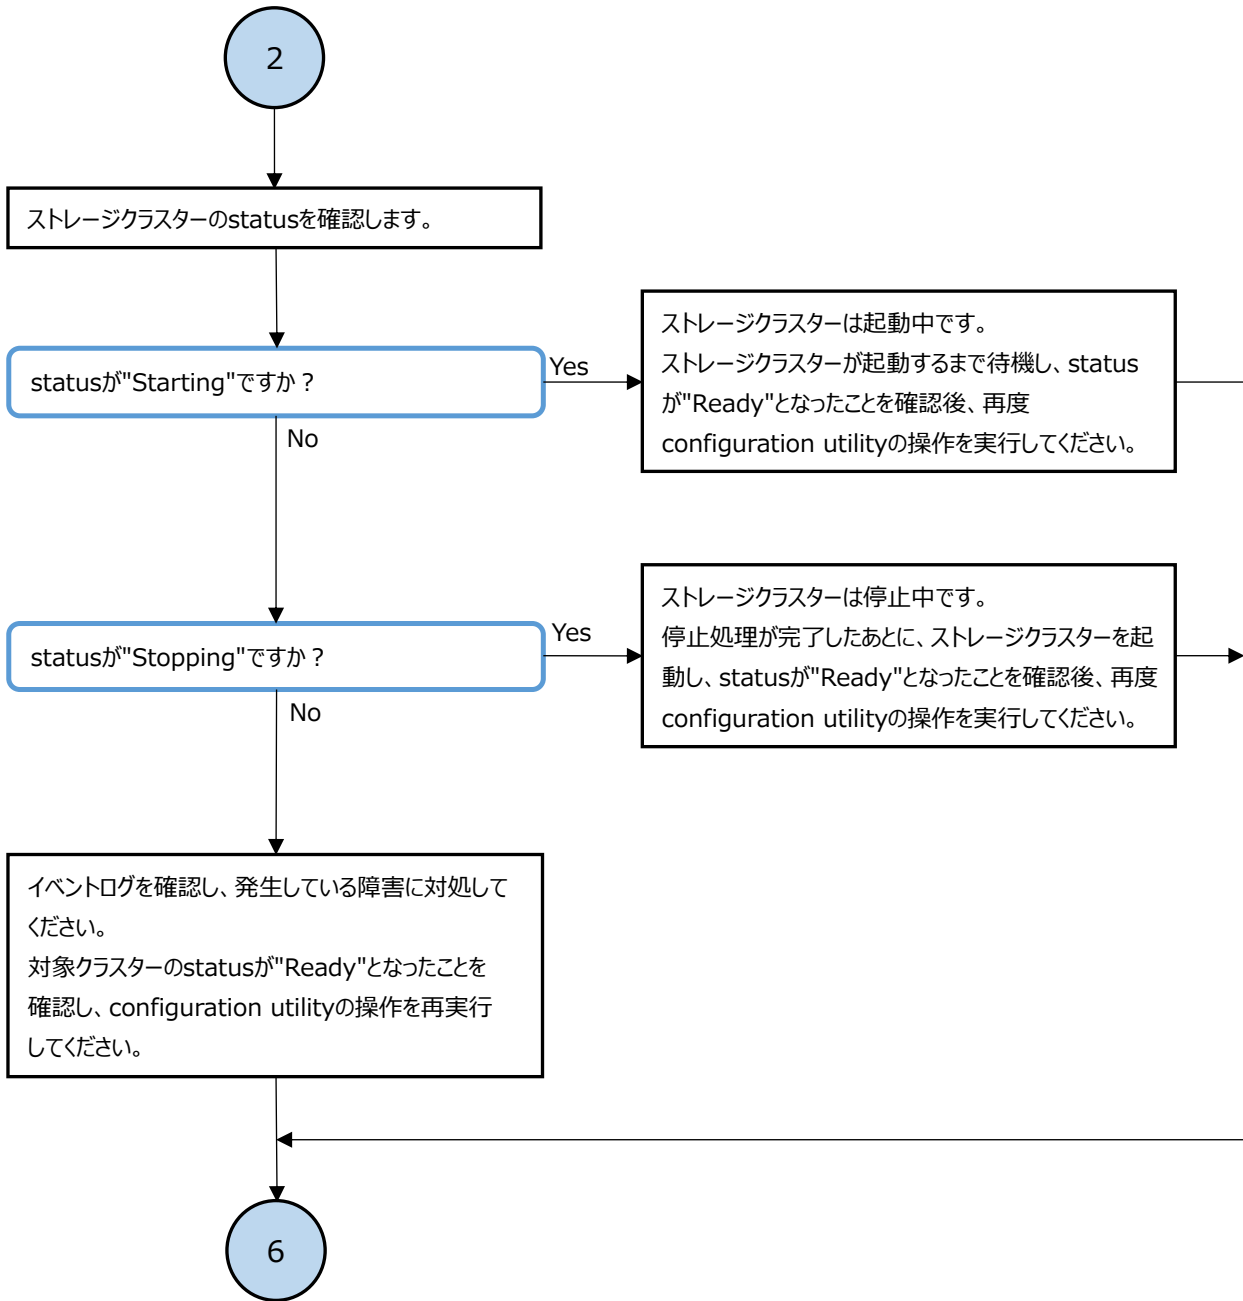 2
ストレージクラスターのstatusを確認します。
statusが"Starting"ですか？
Yes
ストレージクラスターは起動中です。
ストレージクラスターが起動するまで待機し、status
が"Ready"となったことを確認後、再度
configuration utilityの操作を実行してください。
No
statusが"Stopping"ですか？
Yes
ストレージクラスターは停止中です。
停止処理が完了したあとに、ストレージクラスターを起
動し、statusが"Ready"となったことを確認後、再度
configuration utilityの操作を実行してください。
No
イベントログを確認し、発生している障害に対処して
ください。
対象クラスターのstatusが"Ready"となったことを
確認し、configuration utilityの操作を再実行
してください。
6